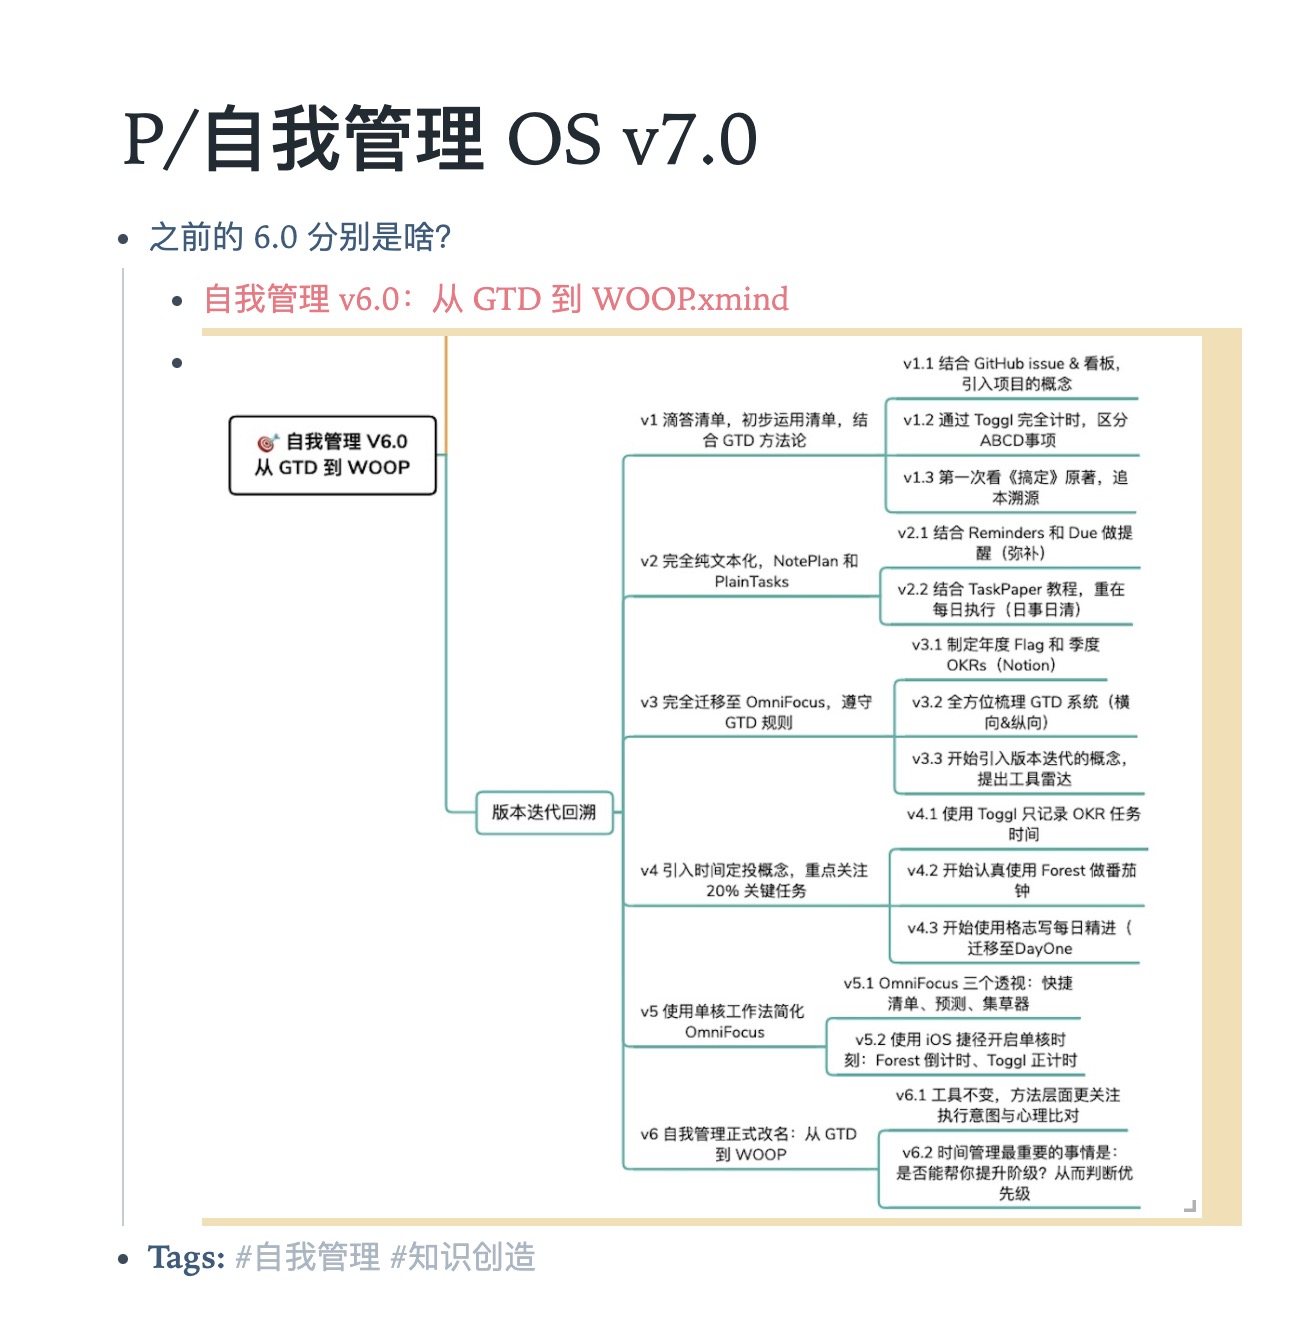 P/自我管理 OS v7.0
之前的 6.0 分别是啥？
自我管理 v6.0：从 GTD 到 WOOP.xmind
自我管理 V6.0
从 GTD 到 WOOP
版本迭代回溯
v1 滴答清单，初步运用清单，结
合 GTD 方法论
v1.1 结合 GitHub issue & 看板，
引入项目的概念
v1.2 通过 Toggl 完全计时，区分
ABCD事项
v1.3 第一次看《搞定》原著，追
本溯源
v2 完全纯文本化，NotePlan 和
PlainTasks
v2.1 结合 Reminders 和 Due 做提
醒（弥补）
v2.2 结合 TaskPaper 教程，重在
每日执行（日事日清）
v3 完全迁移至 OmniFocus，遵守
GTD 规则
v3.1 制定年度 Flag 和 季度
OKRs（Notion）
v3.2 全方位梳理 GTD 系统（横
向&纵向）
v3.3 开始引入版本迭代的概念，
提出工具雷达
v4 引入时间定投概念，重点关注
20% 关键任务
v4.1 使用 Toggl 只记录 OKR 任务
时间
v4.2 开始认真使用 Forest 做番茄
钟
v4.3 开始使用格志写每日精进（
迁移至DayOne
v5 使用单核工作法简化
OmniFocus
v5.1 OmniFocus 三个透视：快捷
清单、预测、集草器
v5.2 使用 iOS 捷径开启单核时
刻：Forest 倒计时、Toggl 正计时
v6 自我管理正式改名：从 GTD
到 WOOP
v6.1 工具不变，方法层面更关注
执行意图与心理比对
v6.2 时间管理最重要的事情是：
是否能帮你提升阶级？从而判断优
先级
Tags: #自我管理 #知识创造